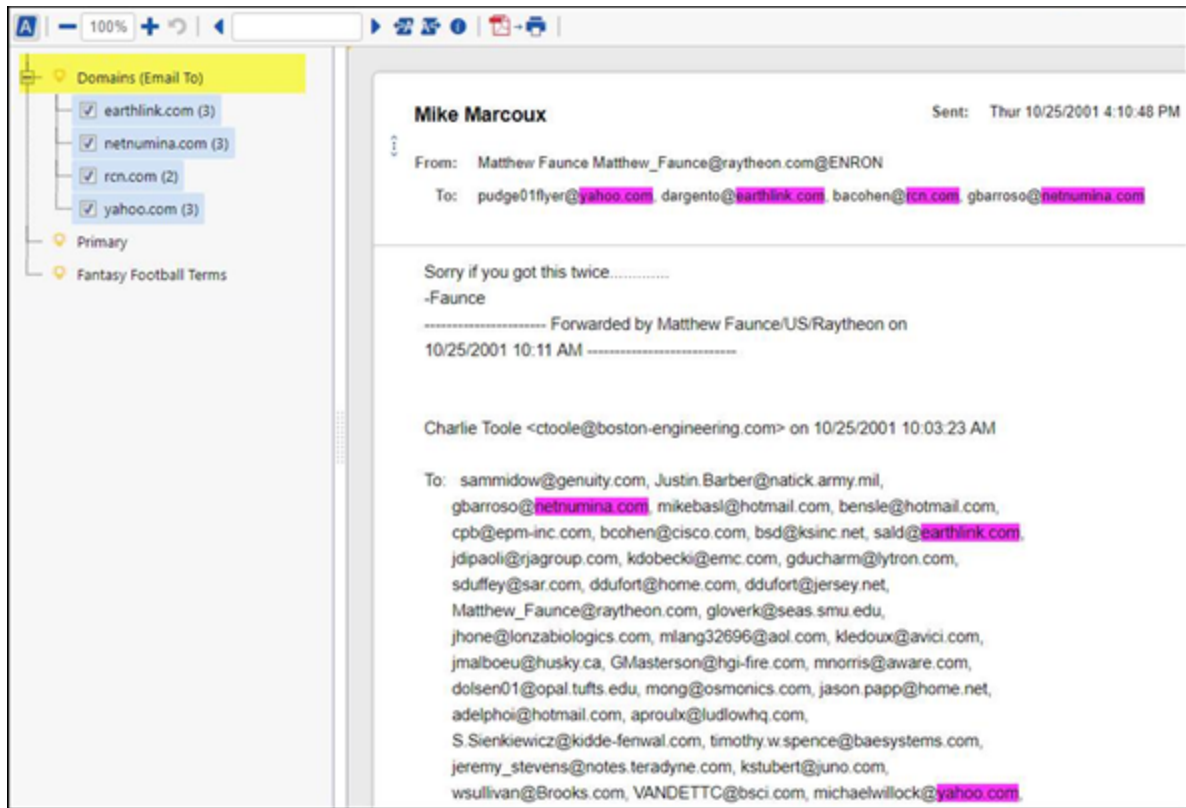 A 100%
Domains (Email To)
earthlink.com (3)
netnumina.com (3)
rcn.com (2)
yahoo.com (3)
Primary
Fantasy Football Terms
Mike Marcoux
Sent: Thur 10/25/2001 4:10:48 PM
From: Matthew Faunce Matthew_Faunce@raytheon.com@ENRON
To: pudge01flyer@yahoo.com, dargento@earthlink.com, bacohen@rcn.com, gbarroso@netnumina.com
Sorry if you got this twice.............
-Faunce
---------------------- Forwarded by Matthew Faunce/US/Raytheon on
10/25/2001 10:11 AM ---------------------------
Charlie Toole <ctoole@boston-engineering.com> on 10/25/2001 10:03:23 AM
To: sammidow@genuity.com, Justin.Barber@natick.army.mil,
gbarroso@netnumina.com, mikebasl@hotmail.com, bensle@hotmail.com,
cpb@epm-inc.com, bcohen@cisco.com, bsd@ksinc.net, sald@earthlink.com,
jdipaoli@rjagroup.com, kdobecki@emc.com, gducharm@lytron.com,
sduffey@sar.com, ddufort@home.com, ddufort@jersey.net,
Matthew_Faunce@raytheon.com, gloverk@seas.smu.edu,
jhone@lonzabiologics.com, mlang32696@aol.com, kledoux@avici.com,
jmalboeu@husky.ca, GMasterson@hgi-fire.com, mnorris@aware.com,
dolsen01@opal.tufts.edu, mong@osmonics.com, jason.papp@home.net,
adelphoi@hotmail.com, aproulx@ludlowhq.com,
S.Sienkiewicz@kidde-fenwal.com, timothy.w.spence@baesystems.com,
jeremy_stevens@notes.teradyne.com, kstubert@juno.com,
wsullivan@Brooks.com, VANDETTC@bsci.com, michaelwillock@yahoo.com,